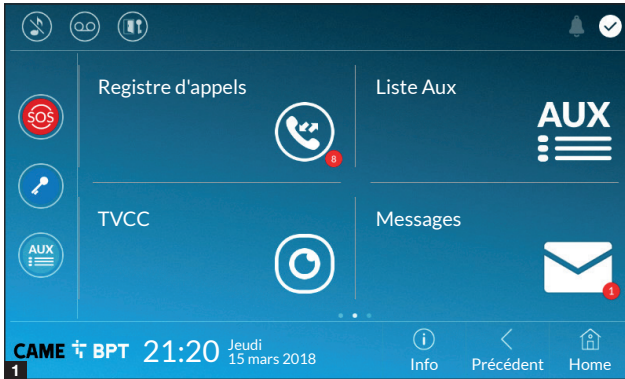 Registre d'appels
Liste Aux
SOS
8
AUX
TVCC
Messages
AUX
1
CAME BPT 21:20 Jeudi
15 mars 2018
Info
Précédent
Home
1